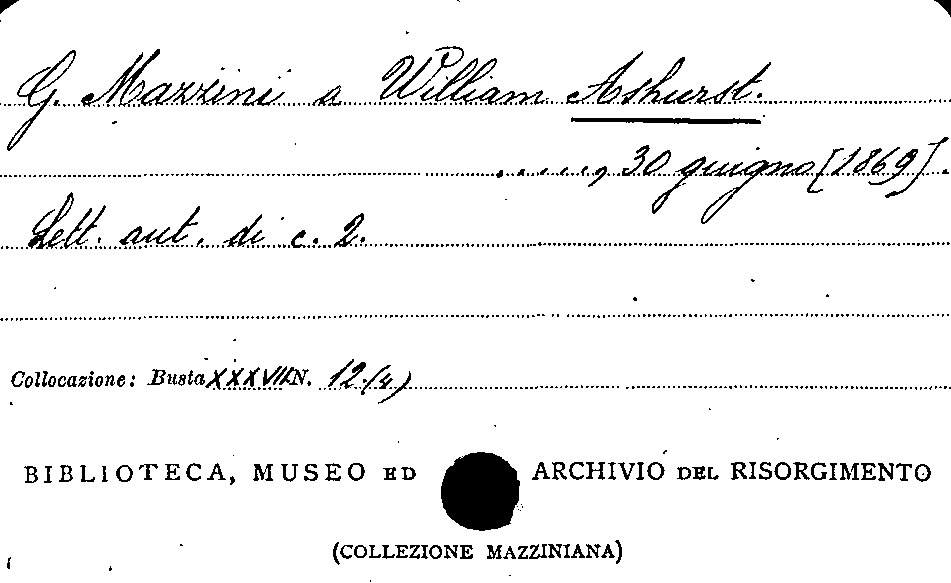 G. Mazzini a William Ashurst.
....., 30 giugno [1869].
Lett. aut. di c. 2.
Collocazione: Busta XXXVII N. 12.(4)
BIBLIOTECA, MUSEO ED ARCHIVIO DEL RISORGIMENTO
(COLLEZIONE MAZZINIANA)